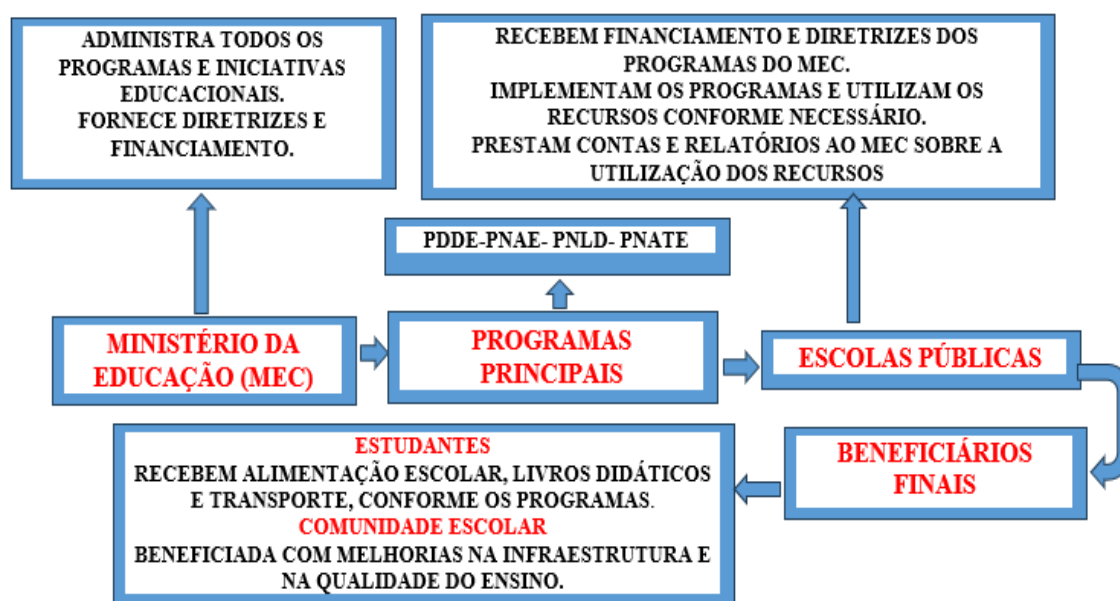 ADMINISTRA TODOS OS
PROGRAMAS E INICIATIVAS
EDUCACIONAIS.
FORNECE DIRETRIZES E
FINANCIAMENTO.
RECEBEM FINANCIAMENTO E DIRETRIZES DOS
PROGRAMAS DO MEC.
IMPLEMENTAM OS PROGRAMAS E UTILIZAM OS
RECURSOS CONFORME NECESSÁRIO.
PRESTAM CONTAS E RELATÓRIOS AO MEC SOBRE A
UTILIZAÇÃO DOS RECURSOS
PDDE-PNAE- PNLD- PNATE
MINISTÉRIO DA
EDUCAÇÃO (MEC)
PROGRAMAS
PRINCIPAIS
ESCOLAS PÚBLICAS
BENEFICIÁRIOS
FINAIS
ESTUDANTES
RECEBEM ALIMENTAÇÃO ESCOLAR, LIVROS DIDÁTICOS
E TRANSPORTE, CONFORME OS PROGRAMAS.
COMUNIDADE ESCOLAR
BENEFICIADA COM MELHORIAS NA INFRAESTRUTURA E
NA QUALIDADE DO ENSINO.